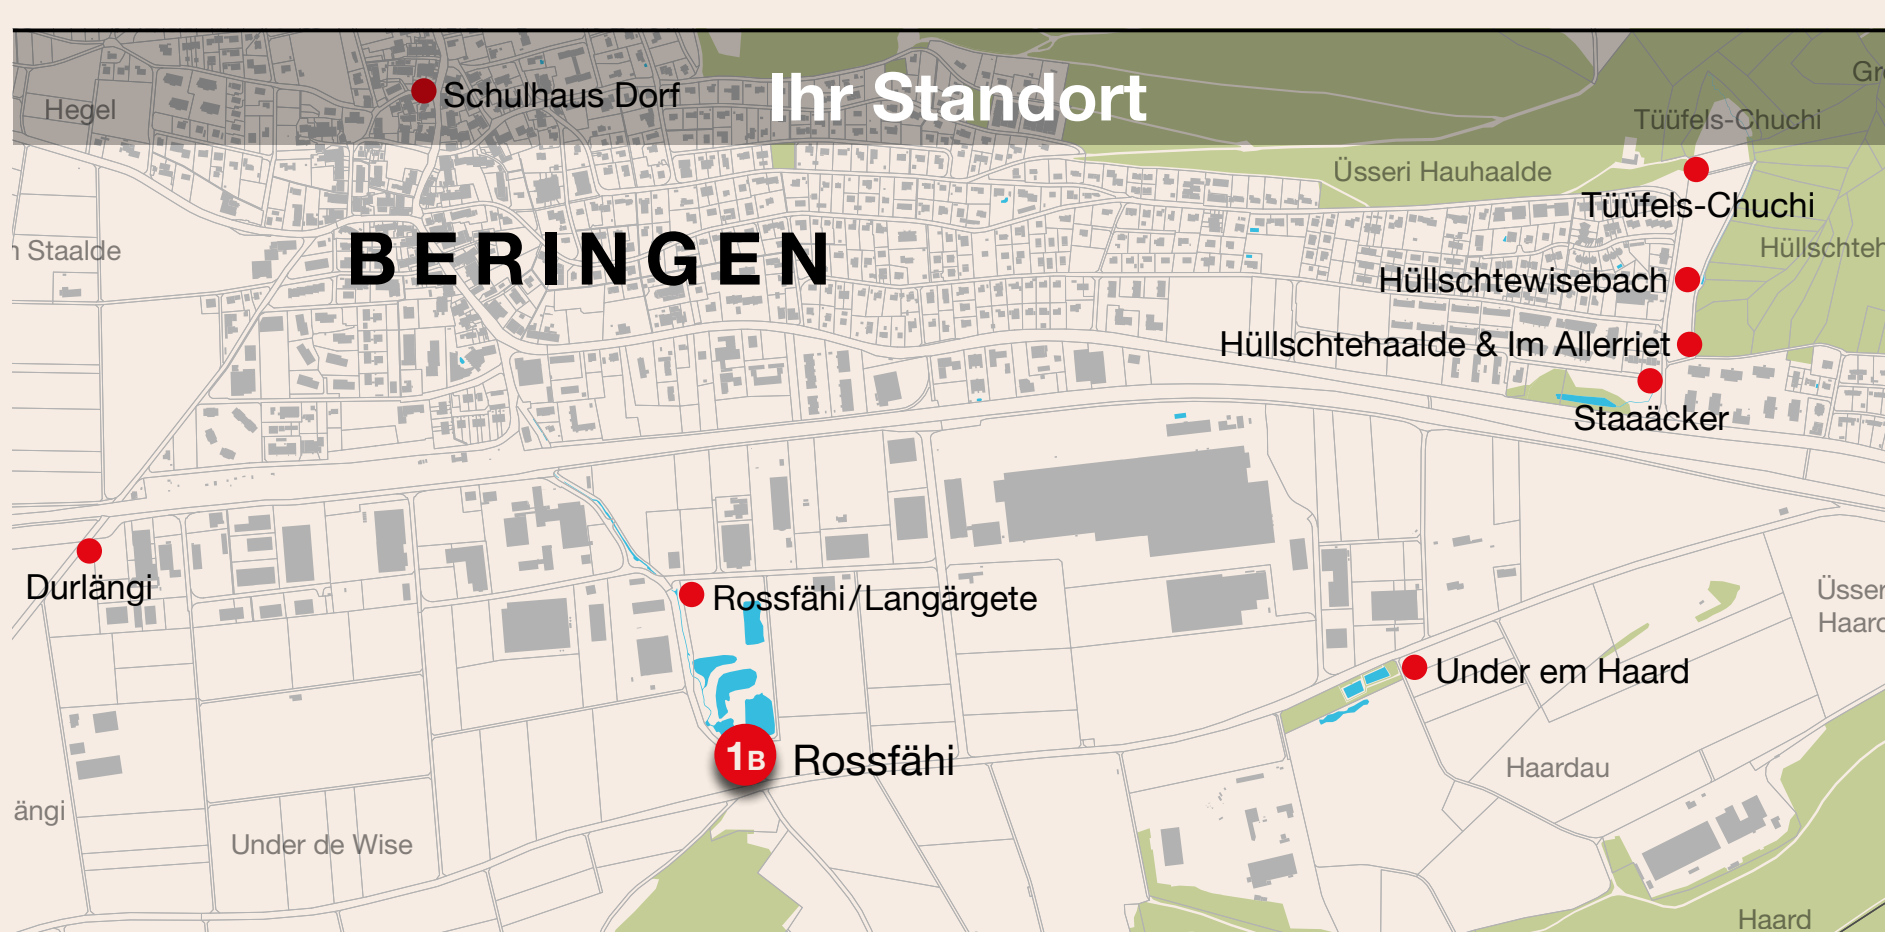 Ihr Standort
Schulhaus Dorf
Hegel
Tüüfels-Chuchi
Üsseri Hauhaalde
Tüüfels-Chuchi
Staalde
BERINGEN
Hüllschtewisebach
Hüllschtehaalde & Im Allerriet
Staaäcker
Durlängi
Rossfähi/Langärgete
Under em Haard
1B Rossfähi
Haardau
Under de Wise
Haard